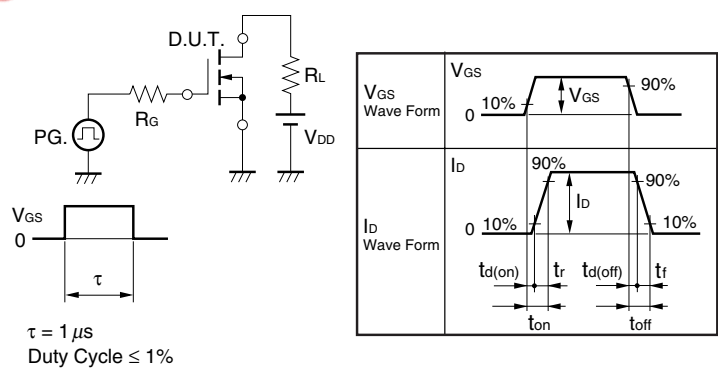 D.U.T.
RL
RG
PG.
VDD
VGS
0
τ
τ = 1 μs
Duty Cycle ≤ 1%
VGS
Wave Form
VGS
10%
0
VGS
90%
ID
Wave Form
ID
90%
90%
0
10%
ID
10%
td(on)
tr
td(off)
tf
ton
toff